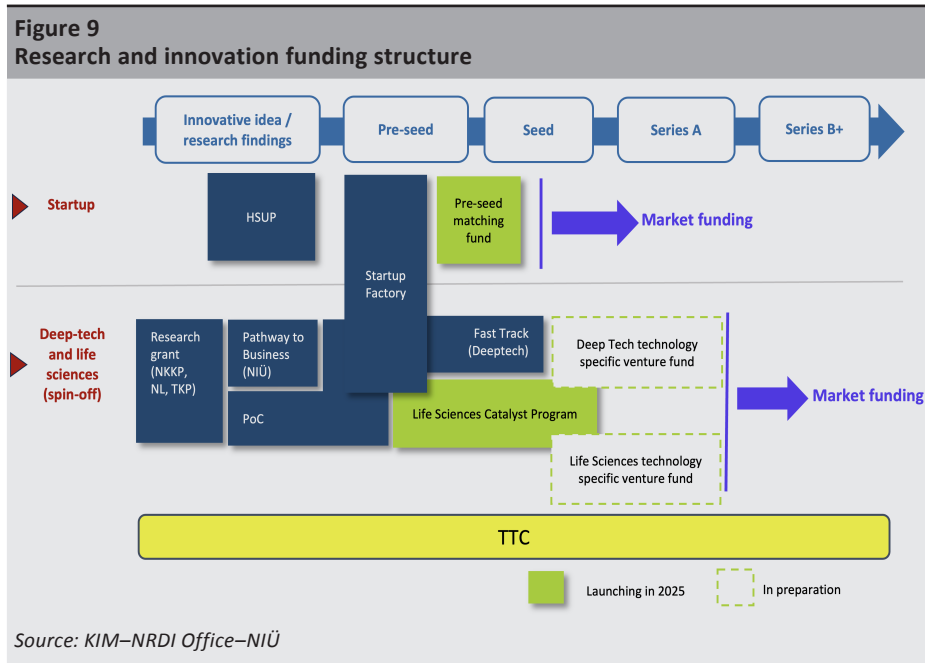 Figure 9
Research and innovation funding structure
Innovative idea /
research findings
Pre-seed
Seed
Series A
Series B+
Startup
HSUP
Startup
Factory
Pre-seed
matching
fund
Market funding
Deep-tech
and life
sciences
(spin-off)
Research
grant
(NKKP,
NL, TKP)
Pathway to
Business
(NIÜ)
PoC
Fast Track
(Deeptech)
Life Sciences Catalyst Program
Deep Tech technology
specific venture fund
Life Sciences technology
specific venture fund
Market funding
TTC
Launching in 2025
In preparation
Source: KIM–NRDI Office–NIÜ